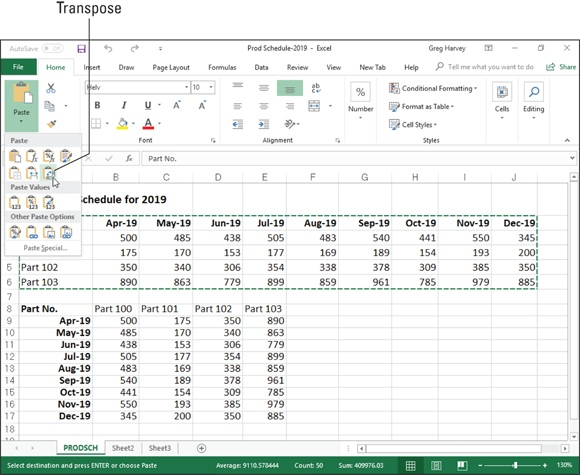 Transpose
AutoSave Off Prod Schedule-2019 - Excel Greg Harvey
File Home Insert Draw Page Layout Formulas Data Review View New Tab Help Tell me what you want to do Share
Paste Helv 10 ab Number Conditional Formatting Cells Editing
B I U A A Format as Table
A Cell Styles
Font Alignment Styles
Paste
fx Part No.
B C D E F G H I J
Paste Values
chedule for 2019
123 123 123
Other Paste Options
Paste Special...
Apr-19 May-19 Jun-19 Jul-19 Aug-19 Sep-19 Oct-19 Nov-19 Dec-19
500 485 438 505 483 540 441 550 345
175 170 153 177 169 189 154 193 200
5 Part 102 350 340 306 354 338 378 309 385 350
6 Part 103 890 863 779 899 859 961 785 979 885
7
8 Part No. Part 100 Part 101 Part 102 Part 103
9 Apr-19 500 175 350 890
10 May-19 485 170 340 863
11 Jun-19 438 153 306 779
12 Jul-19 505 177 354 899
13 Aug-19 483 169 338 859
14 Sep-19 540 189 378 961
15 Oct-19 441 154 309 785
16 Nov-19 550 193 385 979
17 Dec-19 345 200 350 885
18
PRODSCH Sheet2 Sheet3
Select destination and press ENTER or choose Paste Average: 9110.578444 Count: 50 Sum: 409976.03 130%